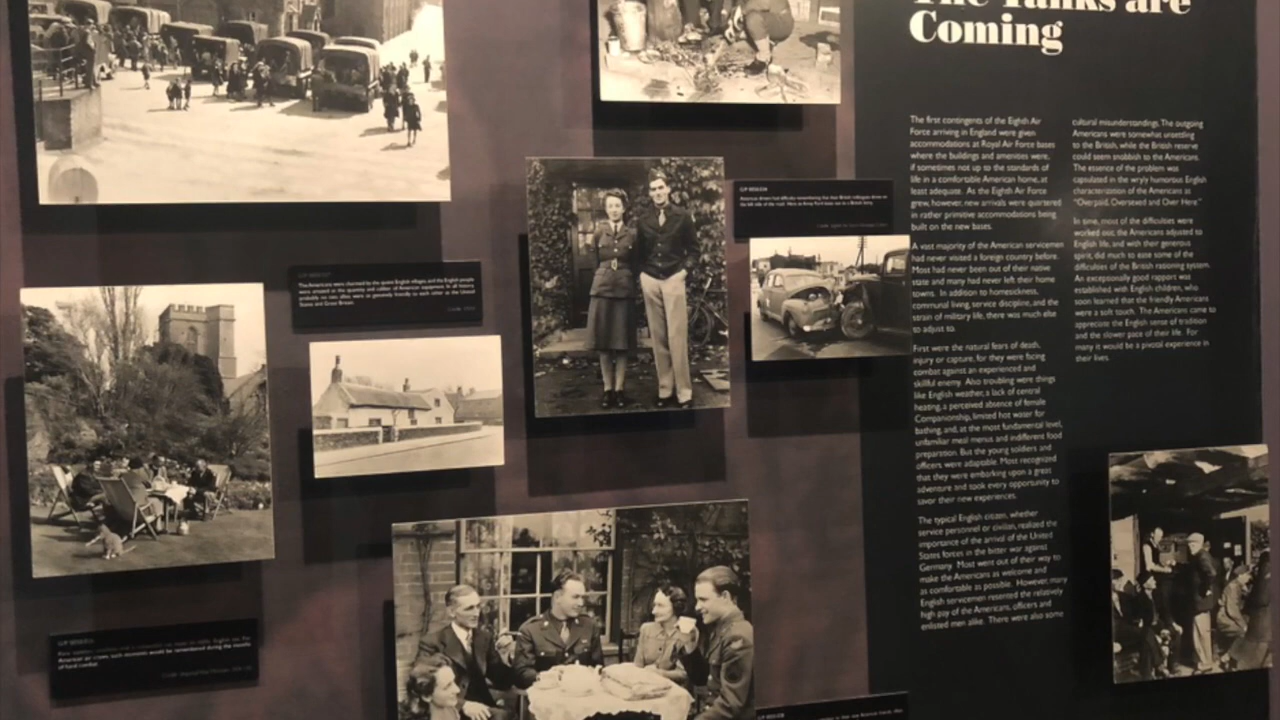 The Yanks are
Coming
The first contingents of the Eighth Air
Force arriving in England were given
accommodations at Royal Air Force bases
where the buildings and amenities were,
if sometimes not up to the standards of
life in a comfortable American home, at
least adequate. As the Eighth Air Force
grew, however, new arrivals were quartered
in rather primitive accommodations being
built on the new bases.
A vast majority of the American servicemen
had never visited a foreign country before.
Most had never been out of their native
state and many had never left their home
towns. In addition to homesickness,
communal living, service discipline, and the
strain of military life, there was much else
to adjust to.
First were the natural fears of death,
injury or capture, for they were facing
combat against an experienced and
skillful enemy. Also troubling were things
like English weather, a lack of central
heating, a perceived absence of female
Companionship, limited hot water for
bathing, and, at the most fundamental level,
unfamiliar meal menus and indifferent food
preparation. But the young soldiers and
officers were adaptable. Most recognized
that they were embarking upon a great
adventure and took every opportunity to
savor their new experiences.
The typical English citizen, whether
service personnel or civilian, realized the
importance of the arrival of the United
States forces in the bitter war against
Germany. Most went out of their way to
make the Americans as welcome and
as comfortable as possible. However, many
English servicemen resented the relatively
high pay of the Americans, officers and
enlisted men alike. There were also some
cultural misunderstandings. The outgoing
Americans were somewhat unsettling
to the British, while the British reserve
could seem snobbish to the Americans.
The essence of the problem was
capsulated in the wryly humorous English
characterization of the Americans as
"Overpaid, Oversexed and Over Here."
In time, most of the difficulties were
worked out, the Americans adjusted to
English life, and with their generous
spirit, did much to ease some of the
difficulties of the British rationing system.
An exceptionally good rapport was
established with English children, who
soon learned that the friendly Americans
were a soft touch. The Americans came to
appreciate the English sense of tradition
and the slower pace of their life. For
many it would be a pivotal experience in
their lives.